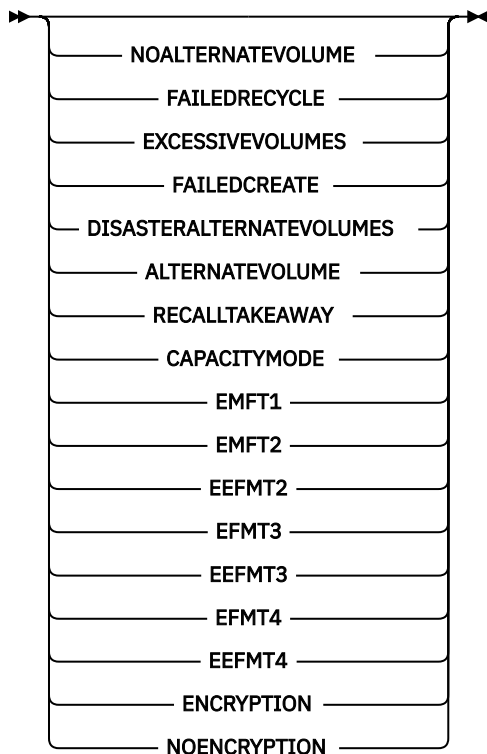 NOALTERNATEVOLUME
FAILEDRECYCLE
EXCESSIVEVOLUMES
FAILEDCREATE
DISASTERALTERNATEVOLUMES
ALTERNATEVOLUME
RECALLTAKEAWAY
CAPACITYMODE
EMFT1
EMFT2
EEFMT2
EFMT3
EEFMT3
EFMT4
EEFMT4
ENCRYPTION
NOENCRYPTION